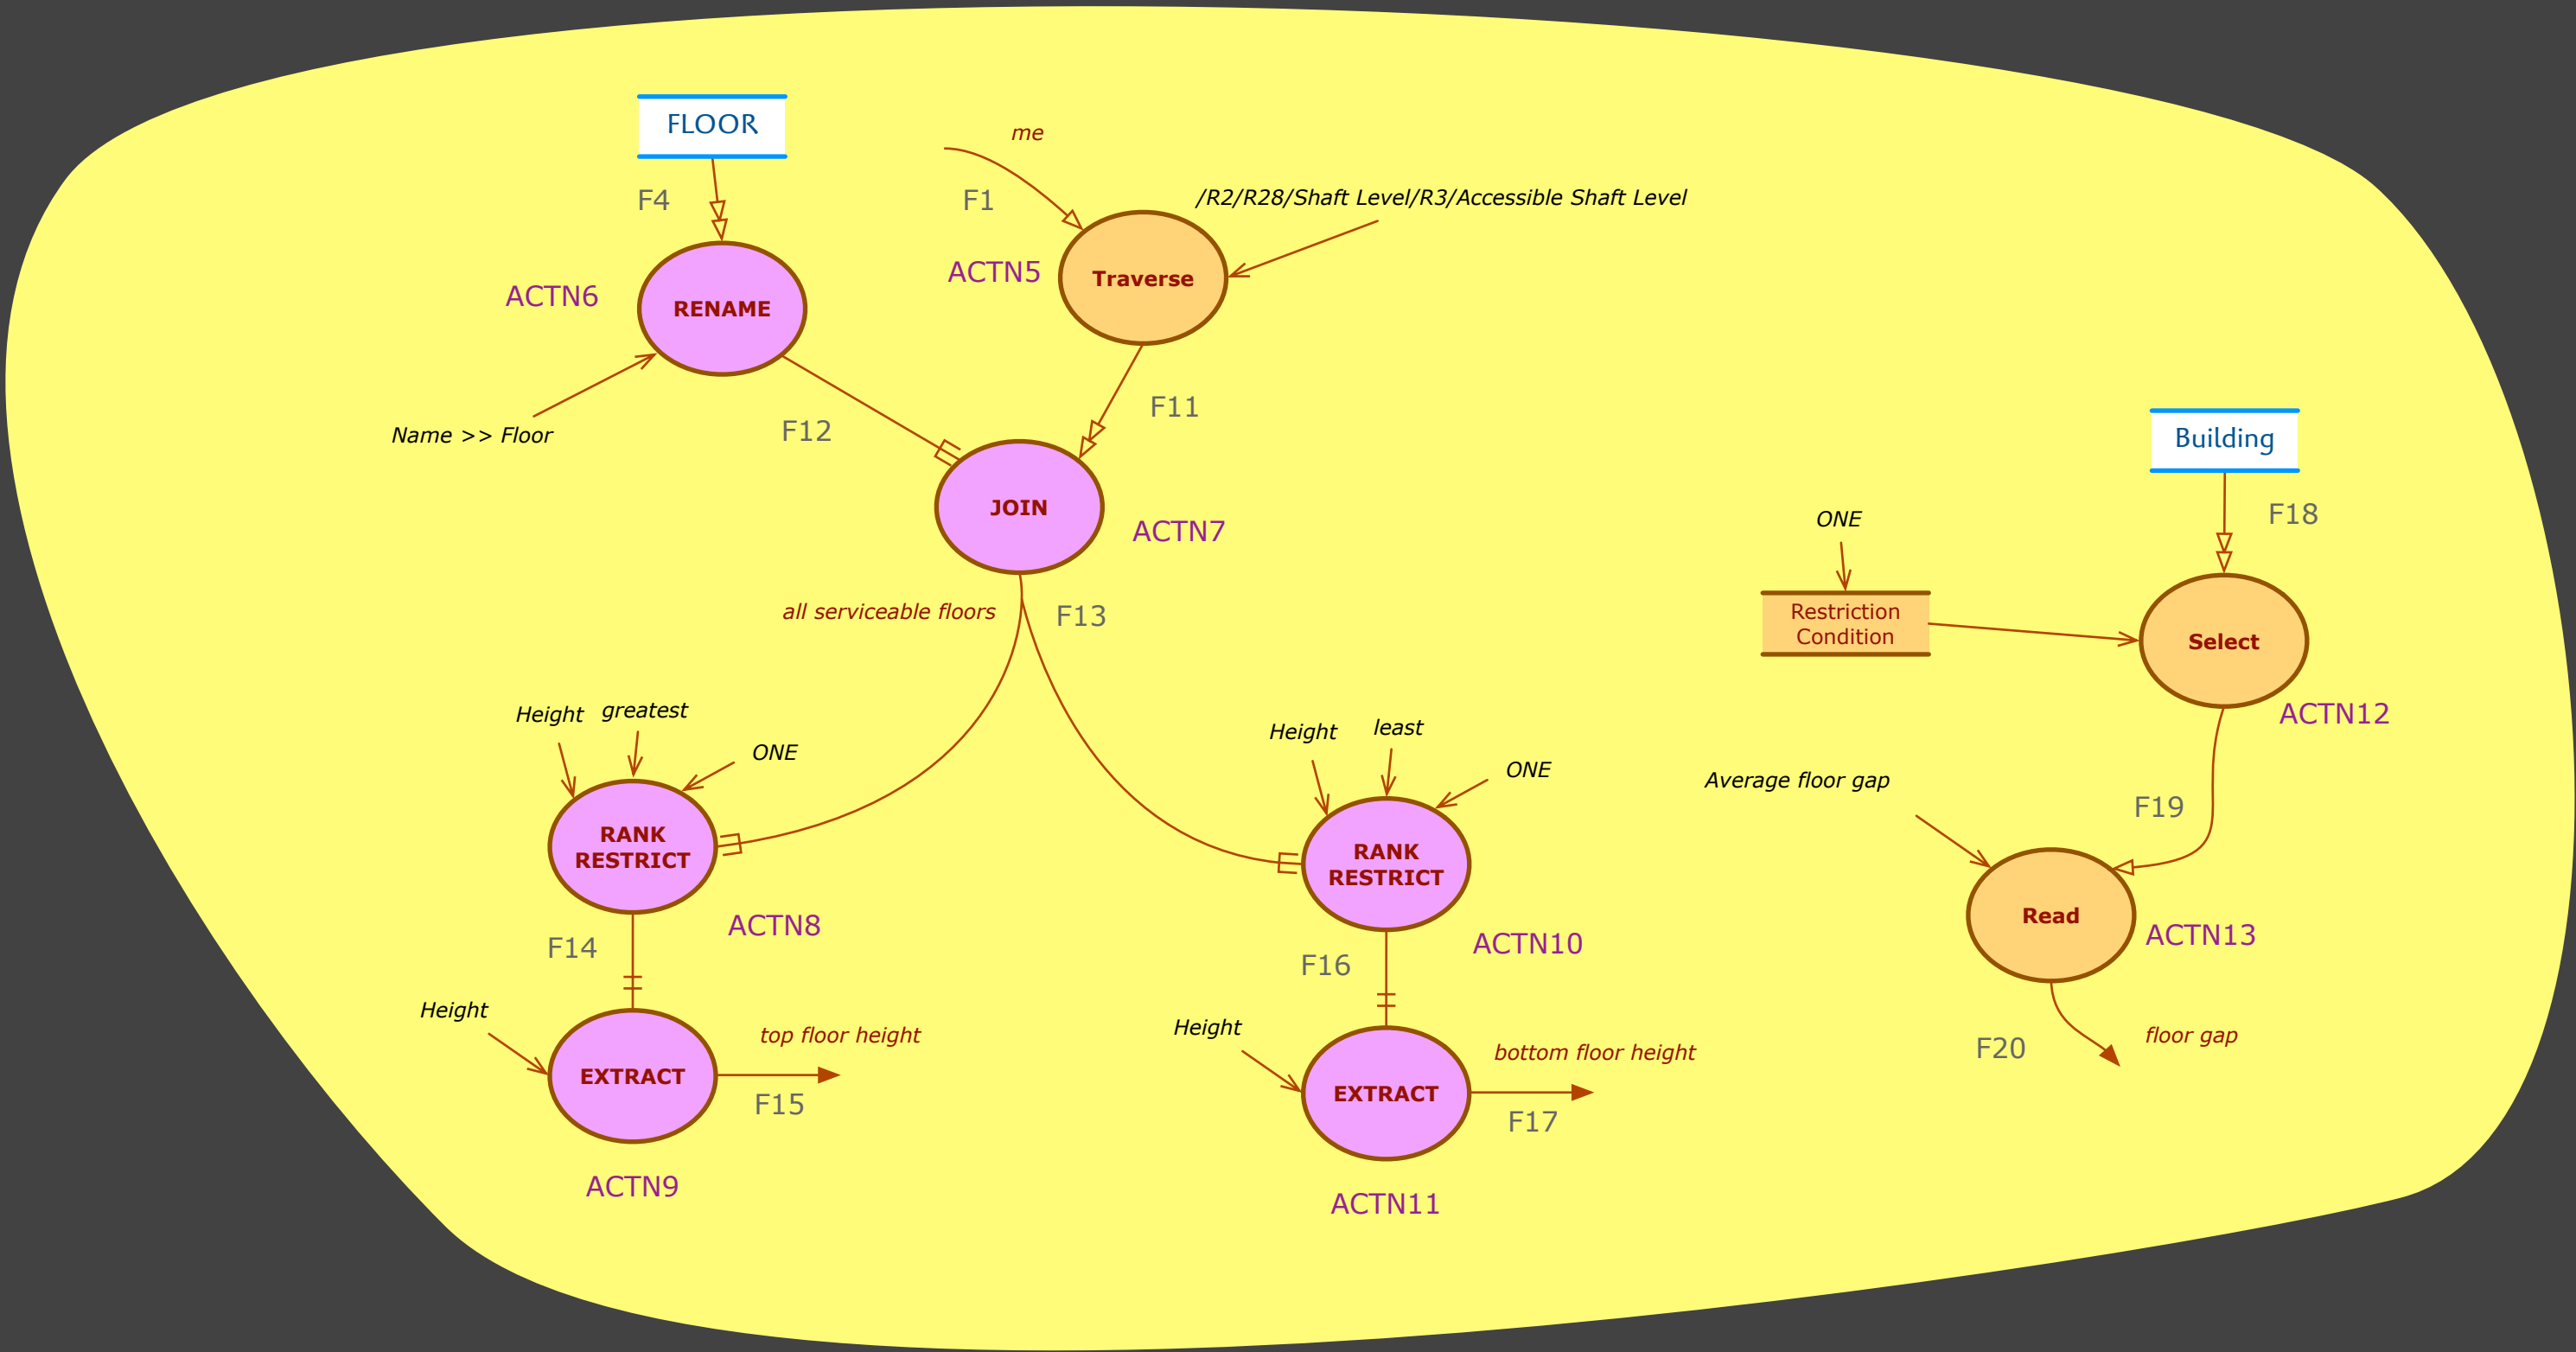 FLOOR
me
F4
F1
/R2/R28/Shaft Level/R3/Accessible Shaft Level
ACTN5
Traverse
ACTN6
RENAME
Name >> Floor
F12
F11
JOIN
ACTN7
Building
F18
ONE
Restriction
Condition
Select
ACTN12
all serviceable floors
F13
Height
greatest
ONE
RANK
RESTRICT
ACTN8
F14
Height
least
ONE
RANK
RESTRICT
ACTN10
F16
Average floor gap
F19
Read
ACTN13
F20
floor gap
Height
EXTRACT
top floor height
F15
ACTN9
Height
EXTRACT
bottom floor height
F17
ACTN11